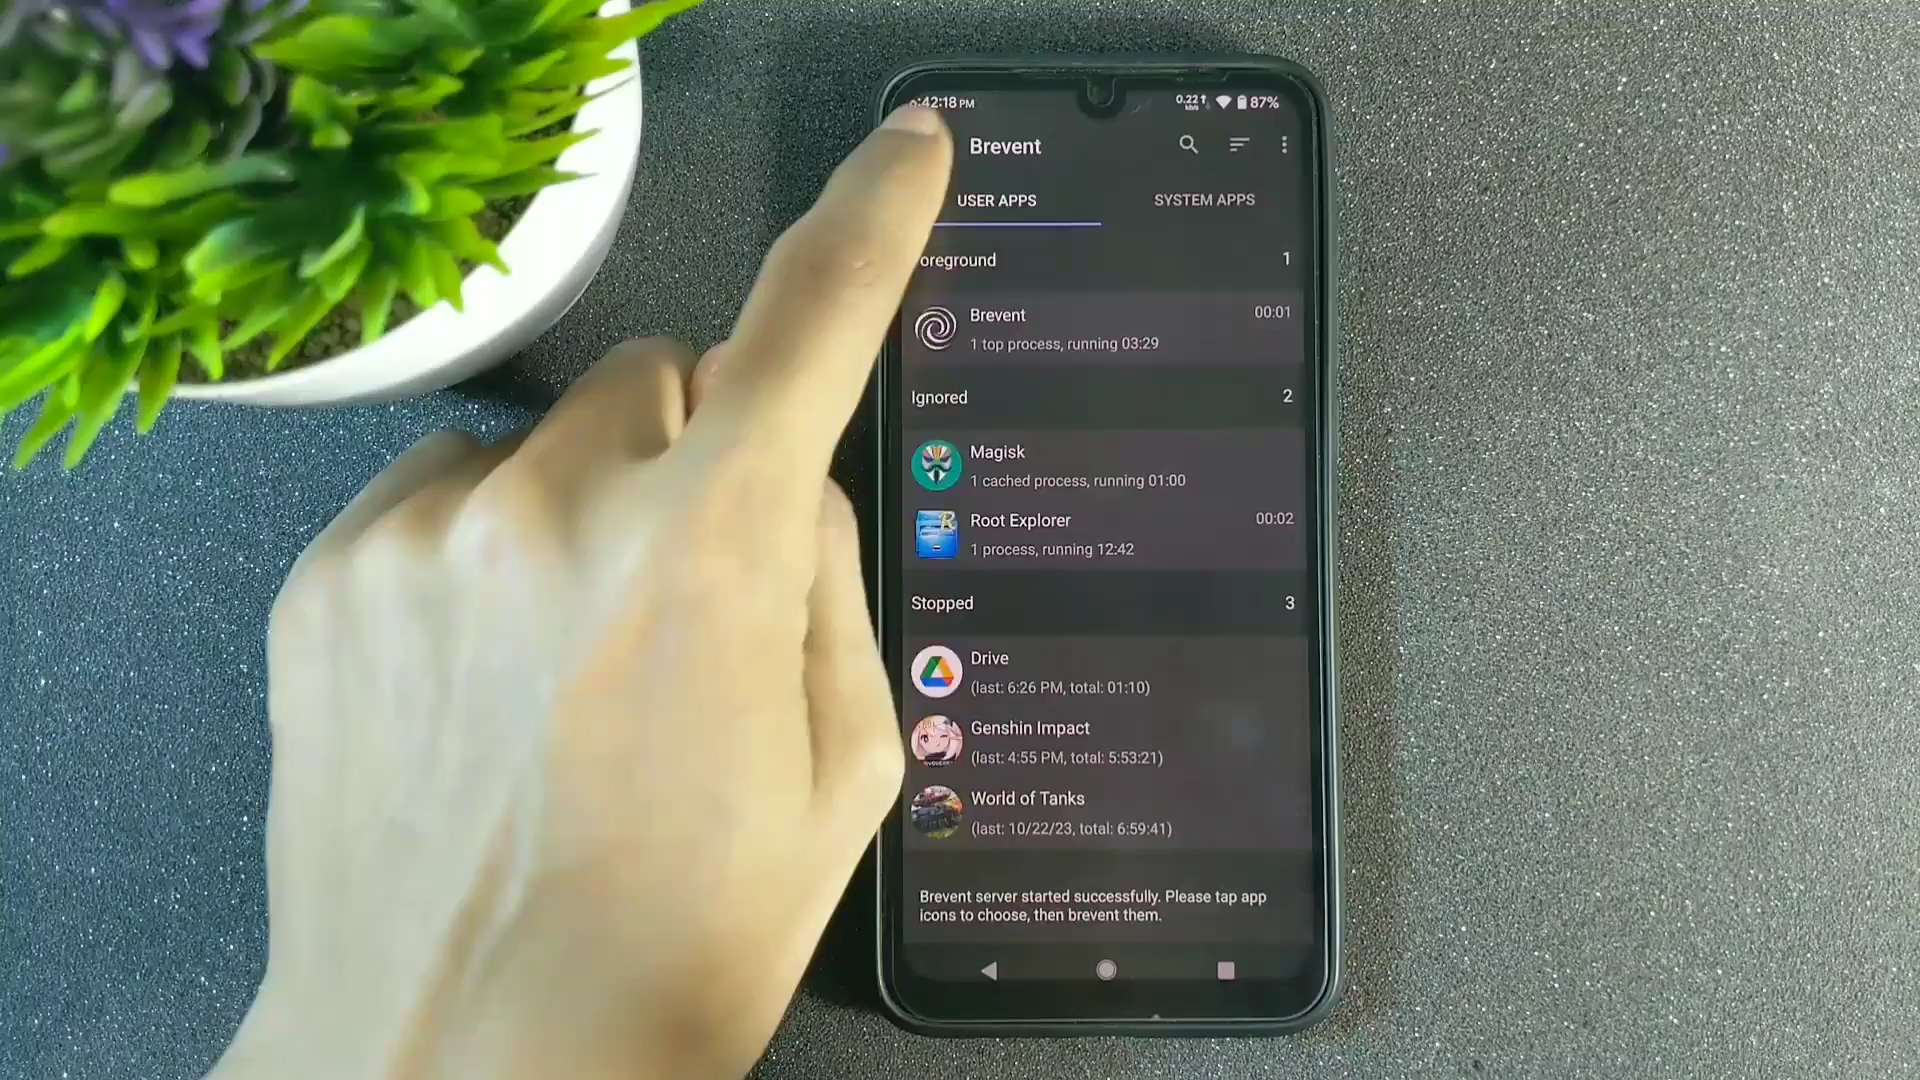 :42:18 PM
0.22↑
kb/s
87%
Brevent
USER APPS
SYSTEM APPS
oreground
1
Brevent
00:01
1 top process, running 03:29
Ignored
2
Magisk
1 cached process, running 01:00
Root Explorer
00:02
1 process, running 12:42
Stopped
3
Drive
(last: 6:26 PM, total: 01:10)
Genshin Impact
(last: 4:55 PM, total: 5:53:21)
World of Tanks
(last: 10/22/23, total: 6:59:41)
Brevent server started successfully. Please tap app
icons to choose, then brevent them.